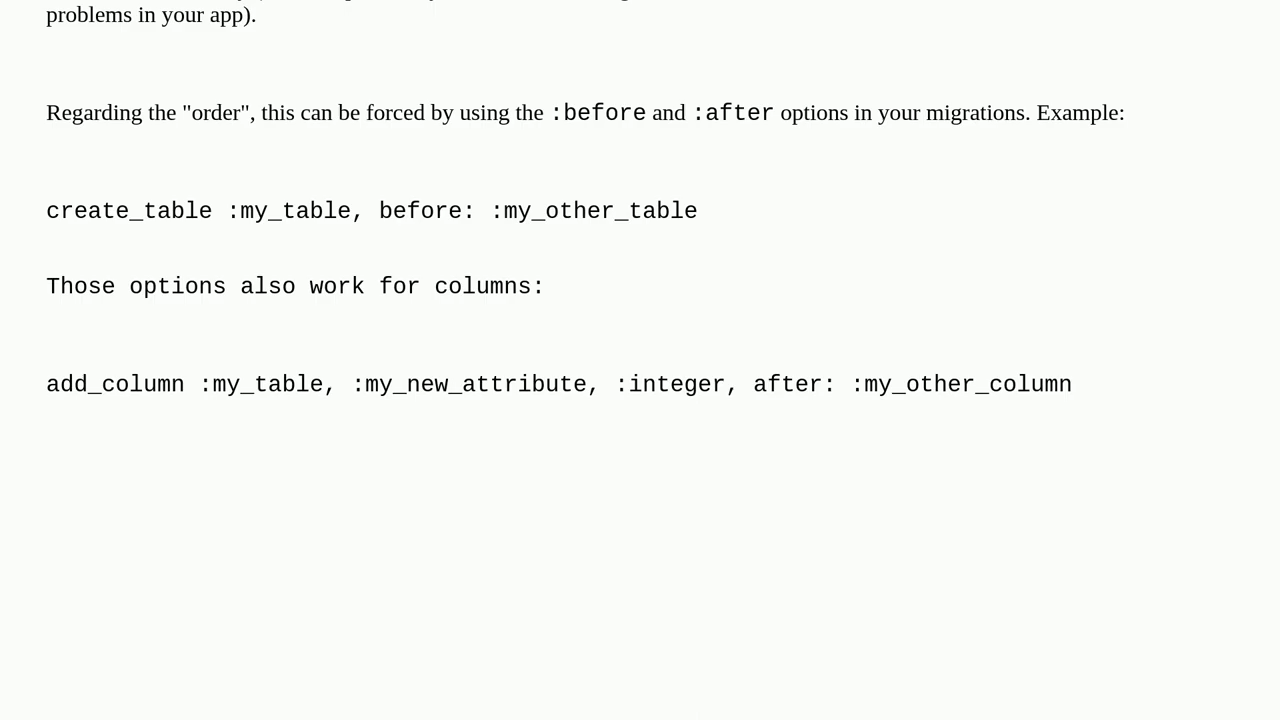 problems in your app).
Regarding the "order", this can be forced by using the :before and :after options in your migrations. Example:
create_table :my_table, before: :my_other_table
Those options also work for columns:
add_column :my_table, :my_new_attribute, :integer, after: :my_other_column